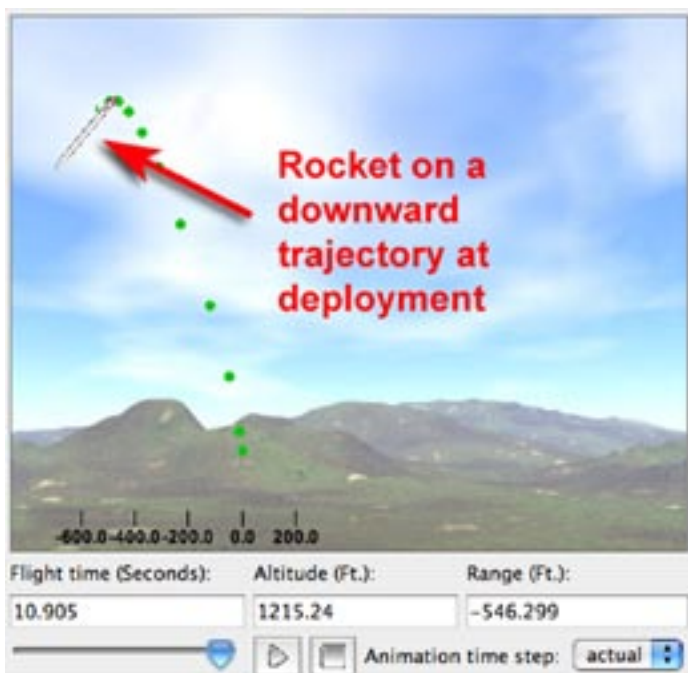 Rocket on a
downward
trajectory at
deployment
-600.0 -400.0 -200.0 0.0 200.0
Flight time (Seconds): Altitude (Ft.): Range (Ft.):
10.905 1215.24 -546.299
Animation time step: actual